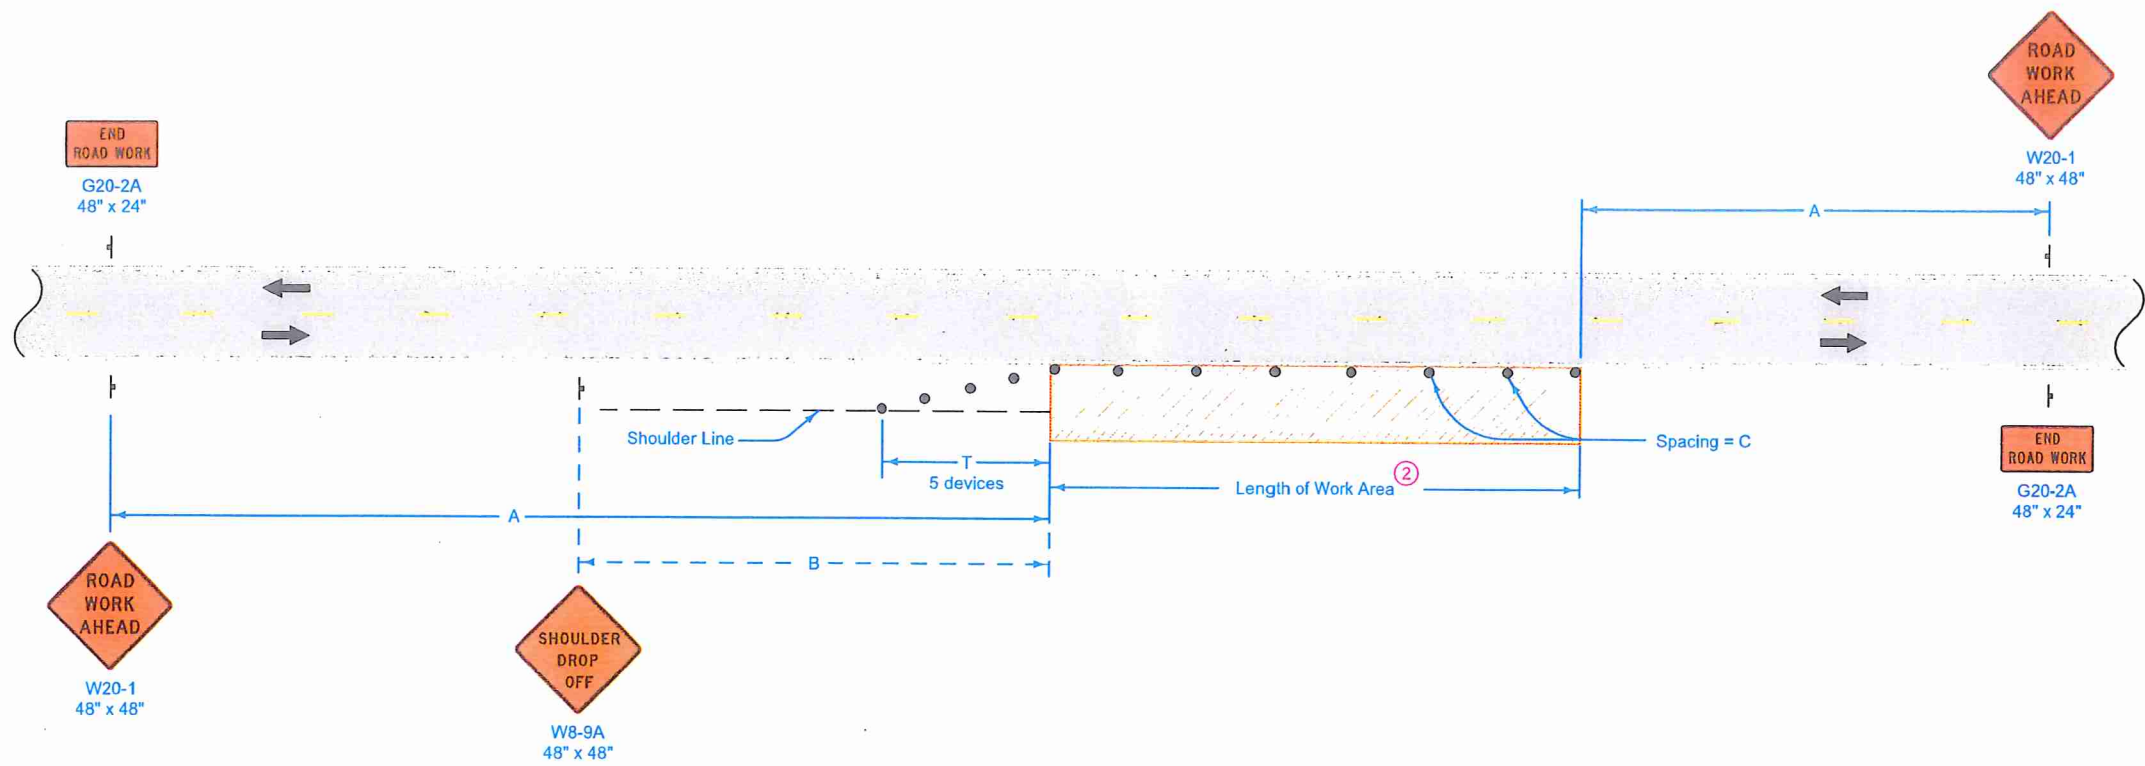 ROAD
WORK
AHEAD
W20-1
48" x 48"
END
ROAD WORK
G20-2A
48" x 24"
A
Shoulder Line
T
5 devices
Spacing = C
Length of Work Area ②
A
B
END
ROAD WORK
G20-2A
48" x 24"
ROAD
WORK
AHEAD
W20-1
48" x 48"
SHOULDER
DROP
OFF
W8-9A
48" x 48"